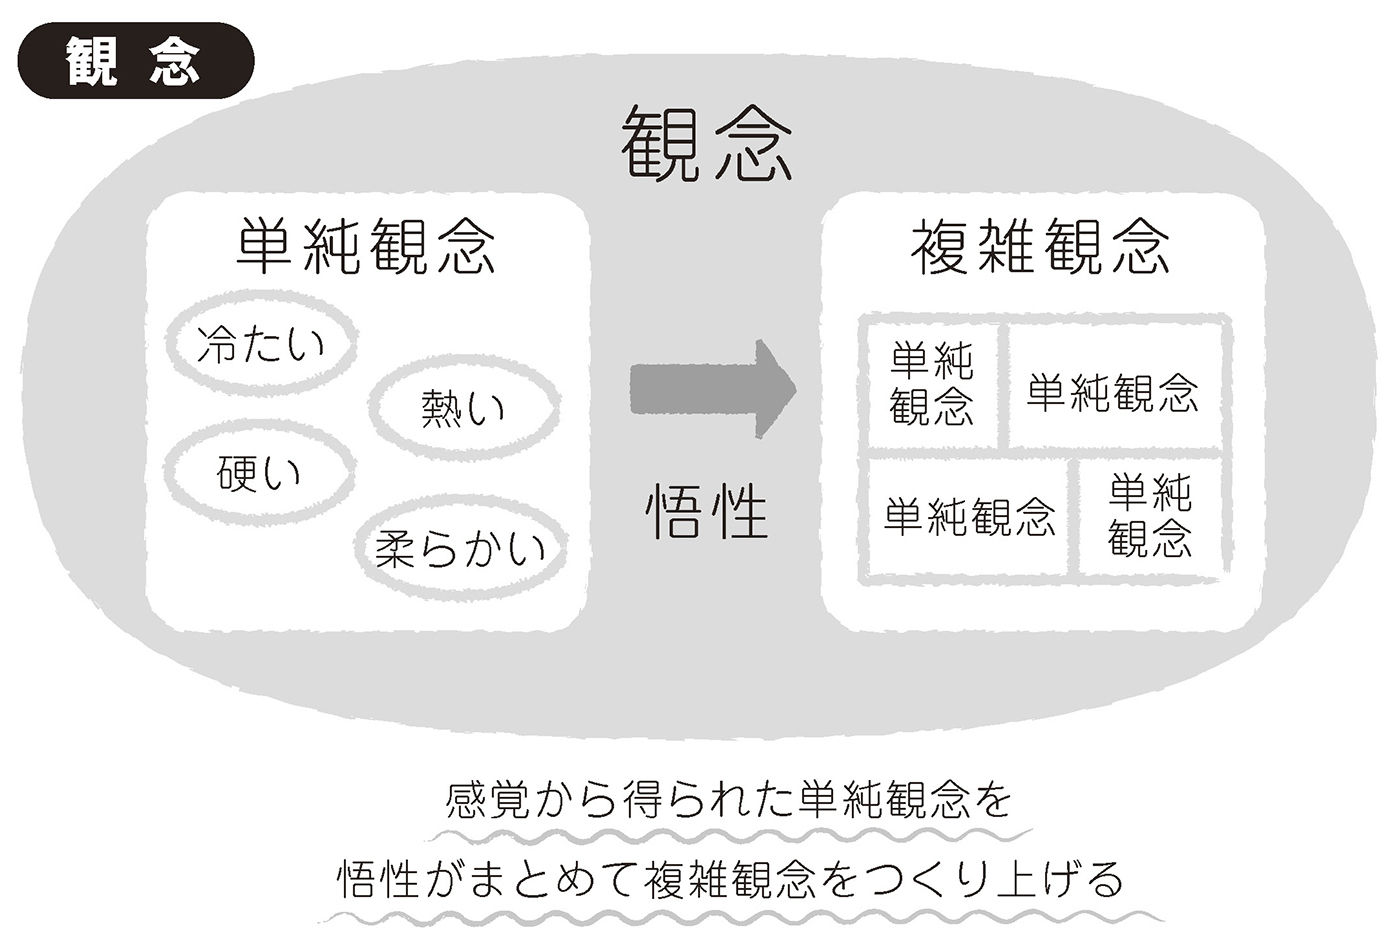 観念
観念
単純観念
冷たい
熱い
硬い
柔らかい
悟性
複雑観念
単純
観念
単純観念
単純観念
単純
観念
感覚から得られた単純観念を
悟性がまとめて複雑観念をつくり上げる